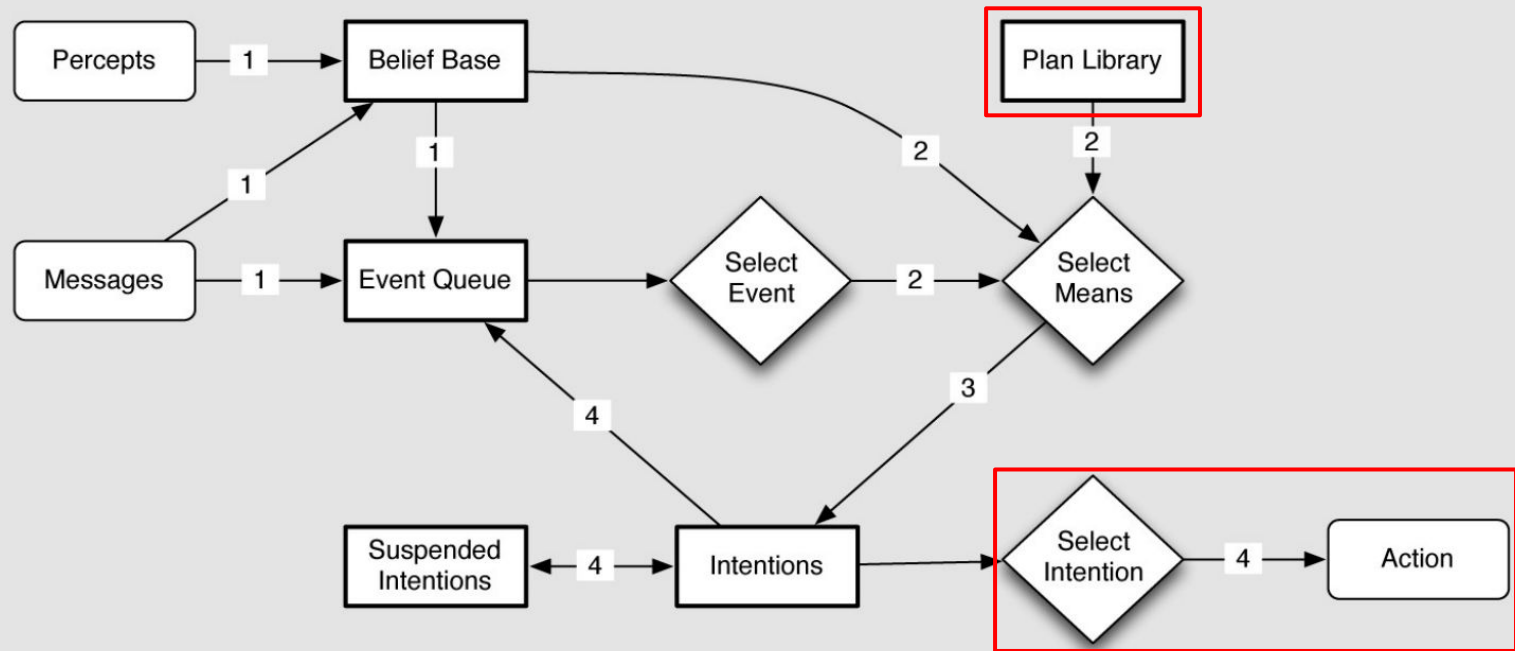 Percepts
1
Belief Base
Plan Library
1
1
2
2
Messages
1
Event Queue
Select
Event
2
Select
Means
4
3
Suspended
Intentions
4
Intentions
Select
Intention
4
Action